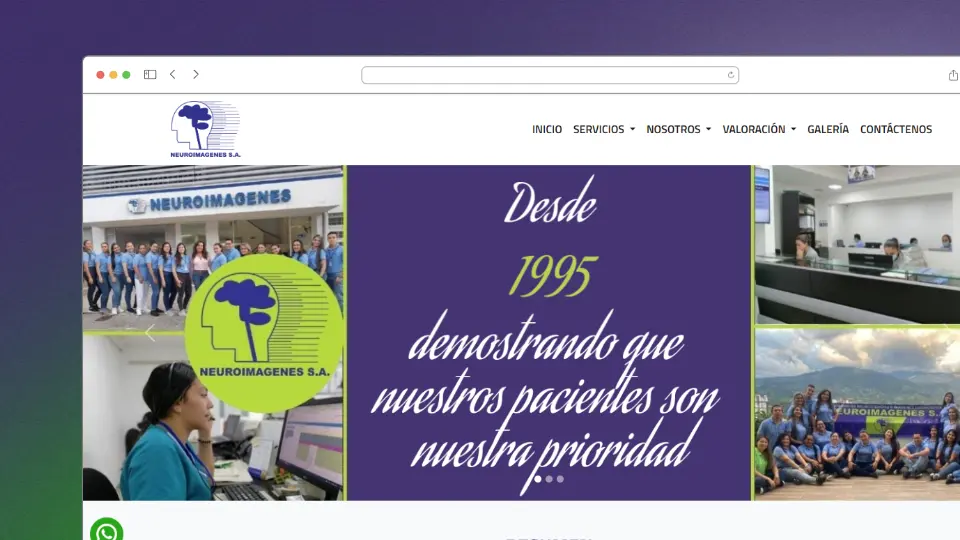 INICIO SERVICIOS NOSOTROS VALORACIÓN GALERÍA CONTÁCTENOS
NEUROIMAGENES S.A.
NEUROIMAGENES
Desde
1995
demostrando que
nuestros pacientes son
nuestra prioridad
NEUROIMAGENES S.A.
NEUROIMAGENES S.A